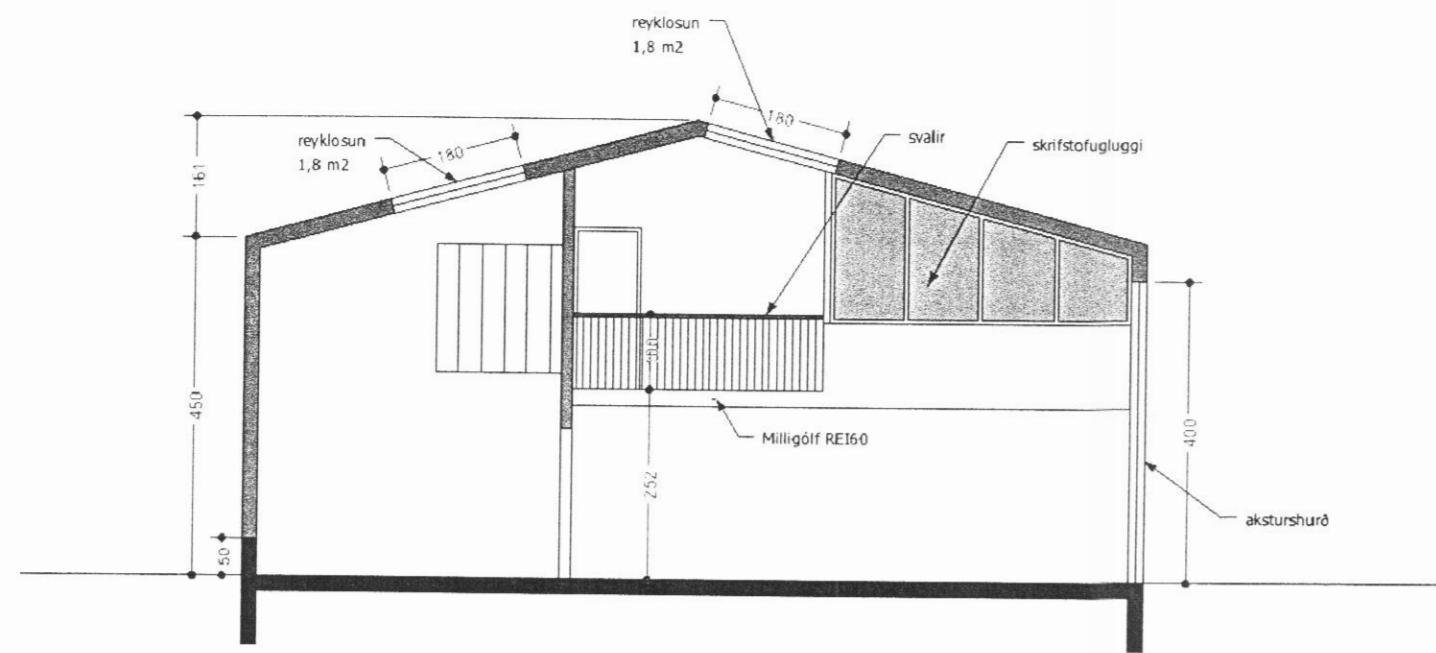 reyklosun
1,8 m2
180
svalir
skrifstofugluggi
reyklosun
1,8 m2
180
161
450
50
Milligólf REI60
252
400
aksturshurð